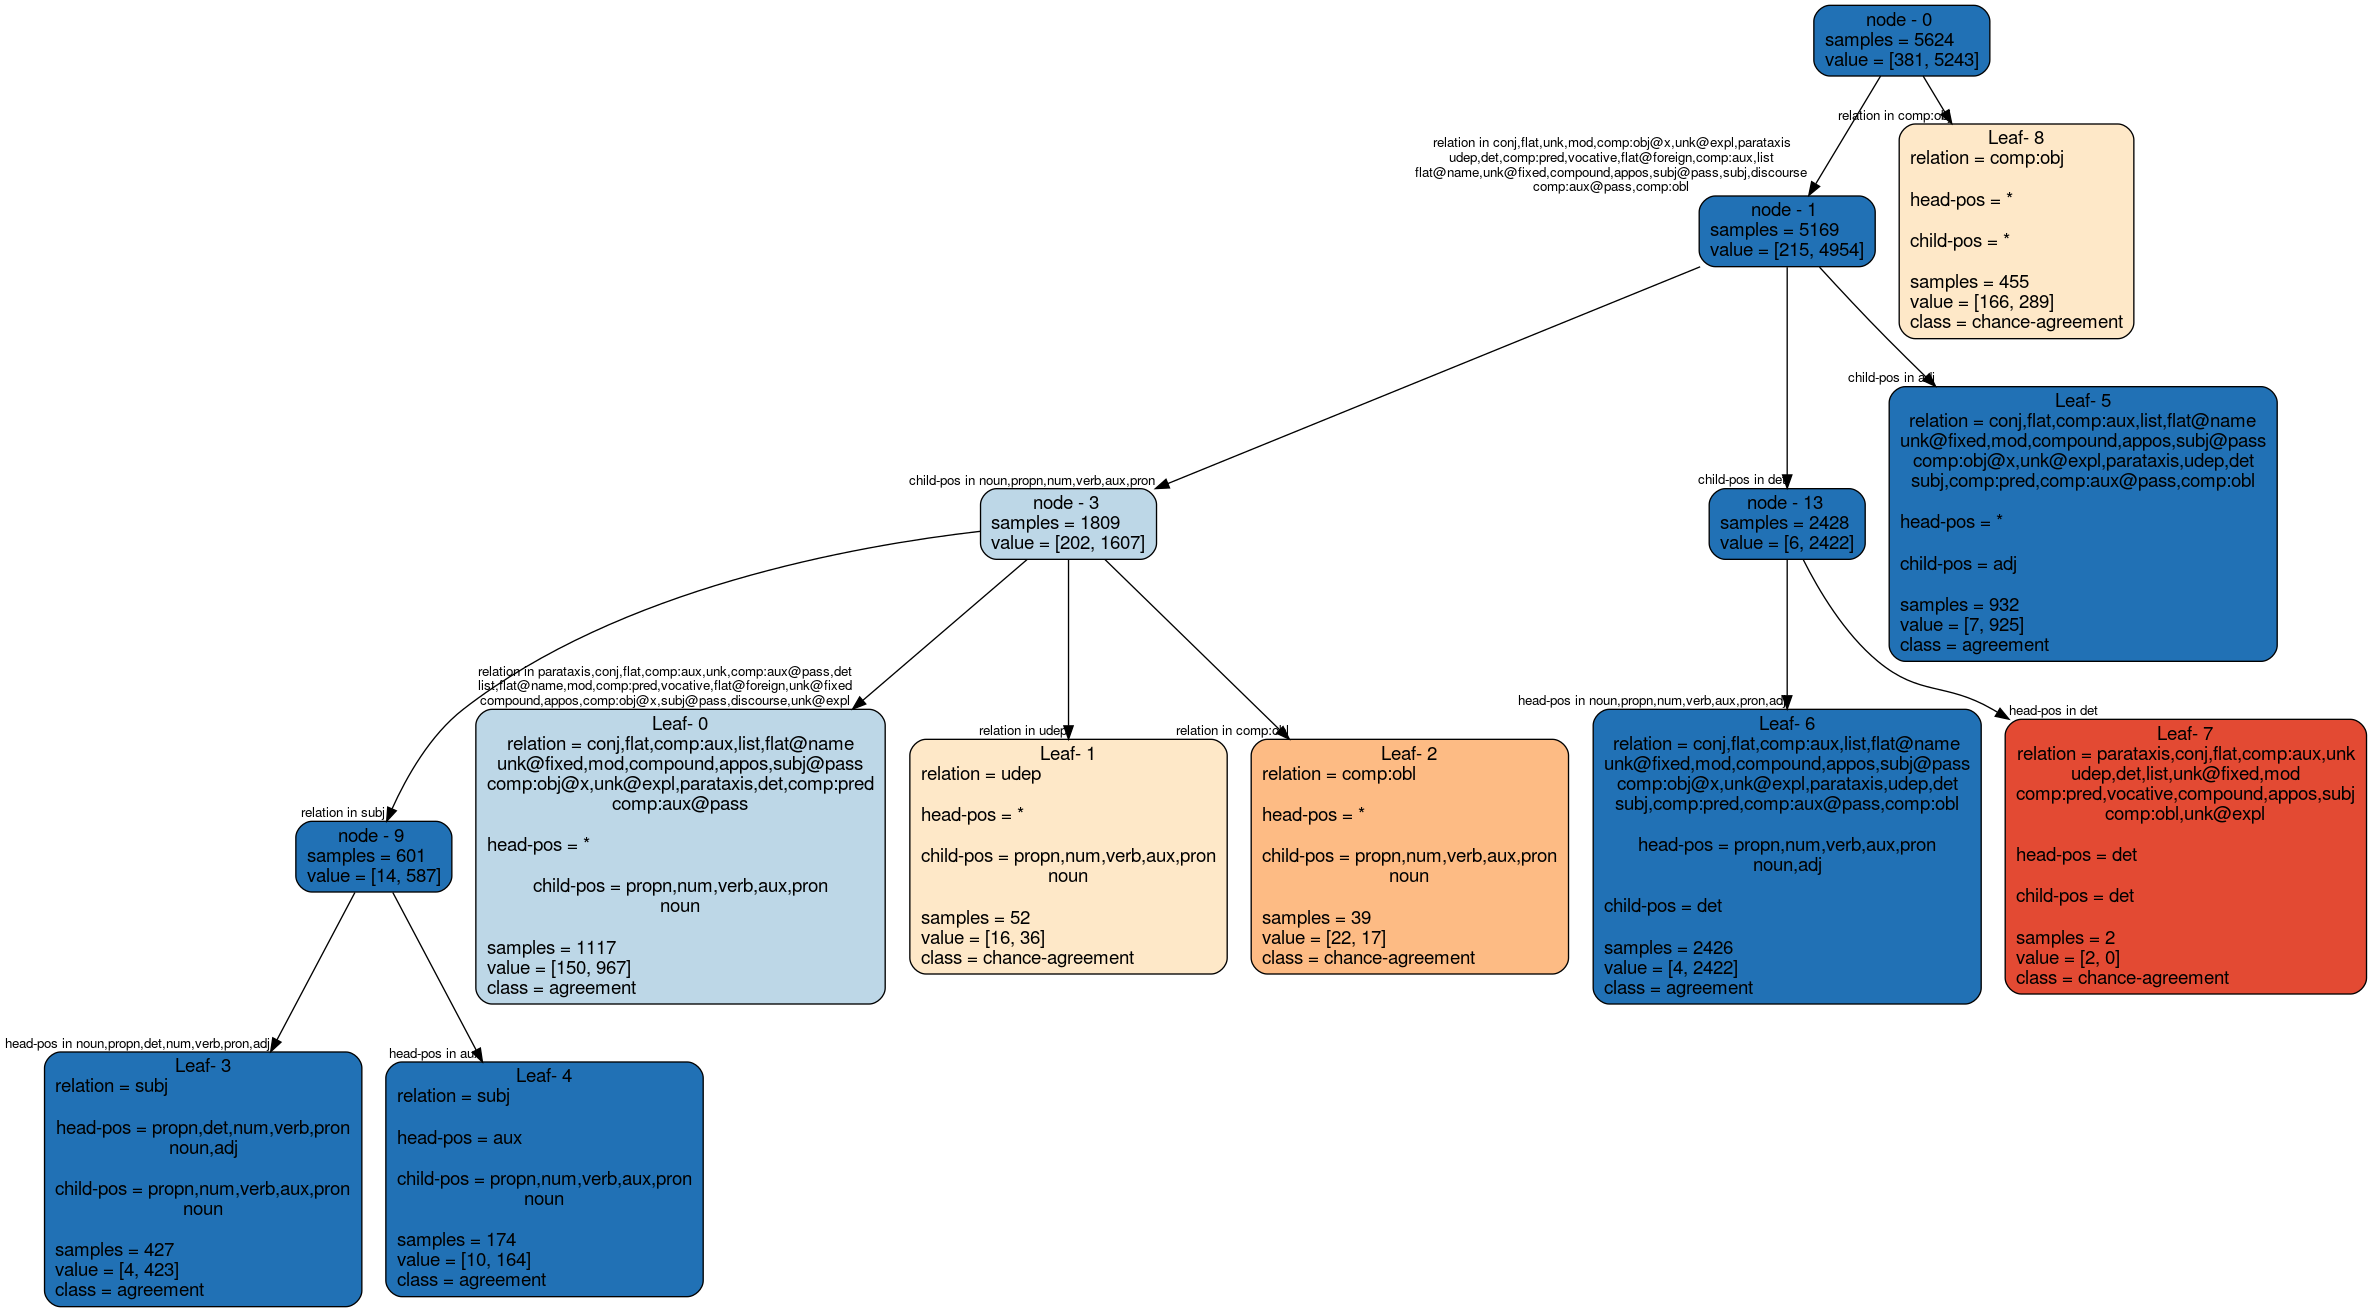 node - 0
samples = 5624
value = [381, 5243]
relation in comp:ob
Leaf- 8
relation = comp:obj
head-pos = *
child-pos = *
samples = 455
value = [166, 289]
class = chance-agreement
relation in conj,flat,unk,mod,comp:obj@x,unk@expl,parataxis
udep,det,comp:pred,vocative,flat@foreign,comp:aux,list
flat@name,unk@fixed,compound,appos,subj@pass,subj,discourse
comp:aux@pass,comp:obl
node - 1
samples = 5169
value = [215, 4954]
child-pos in adj
Leaf- 5
relation = conj,flat,comp:aux,list,flat@name
unk@fixed,mod,compound,appos,subj@pass
comp:obj@x,unk@expl,parataxis,udep,det
subj,comp:pred,comp:aux@pass,comp:obl
head-pos = *
child-pos = adj
samples = 932
value = [7, 925]
class = agreement
child-pos in noun,propn,num,verb,aux,pron
node - 3
samples = 1809
value = [202, 1607]
child-pos in det
node - 13
samples = 2428
value = [6, 2422]
relation in parataxis,conj,flat,comp:aux,unk,comp:aux@pass,det
list,flat@name,mod,comp:pred,vocative,flat@foreign,unk@fixed
compound,appos,comp:obj@x,subj@pass,discourse,unk@expl
Leaf- 0
relation = conj,flat,comp:aux,list,flat@name
unk@fixed,mod,compound,appos,subj@pass
comp:obj@x,unk@expl,parataxis,det,comp:pred
comp:aux@pass
head-pos = *
child-pos = propn,num,verb,aux,pron
noun
samples = 1117
value = [150, 967]
class = agreement
relation in udep
Leaf- 1
relation = udep
head-pos = *
child-pos = propn,num,verb,aux,pron
noun
samples = 52
value = [16, 36]
class = chance-agreement
relation in comp:obl
Leaf- 2
relation = comp:obl
head-pos = *
child-pos = propn,num,verb,aux,pron
noun
samples = 39
value = [22, 17]
class = chance-agreement
head-pos in noun,propn,num,verb,aux,pron,adj
Leaf- 6
relation = conj,flat,comp:aux,list,flat@name
unk@fixed,mod,compound,appos,subj@pass
comp:obj@x,unk@expl,parataxis,udep,det
subj,comp:pred,comp:aux@pass,comp:obl
head-pos = propn,num,verb,aux,pron
noun,adj
child-pos = det
samples = 2426
value = [4, 2422]
class = agreement
head-pos in det
Leaf- 7
relation = parataxis,conj,flat,comp:aux,unk
udep,det,list,unk@fixed,mod
comp:pred,vocative,compound,appos,subj
comp:obl,unk@expl
head-pos = det
child-pos = det
samples = 2
value = [2, 0]
class = chance-agreement
relation in subj
node - 9
samples = 601
value = [14, 587]
head-pos in noun,propn,det,num,verb,pron,adj
Leaf- 3
relation = subj
head-pos = propn,det,num,verb,pron
noun,adj
child-pos = propn,num,verb,aux,pron
noun
samples = 427
value = [4, 423]
class = agreement
head-pos in aux
Leaf- 4
relation = subj
head-pos = aux
child-pos = propn,num,verb,aux,pron
noun
samples = 174
value = [10, 164]
class = agreement